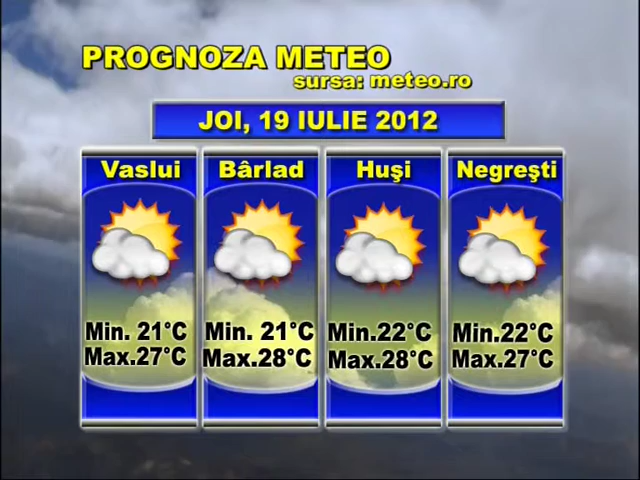 PROGNOZA METEO
sursa: meteo.ro
JOI, 19 IULIE 2012
Vaslui
Min. 21°C
Max.27°C
Bârlad
Min. 21°C
Max.28°C
Huşi
Min.22°C
Max.28°C
Negreşti
Min.22°C
Max.27°C